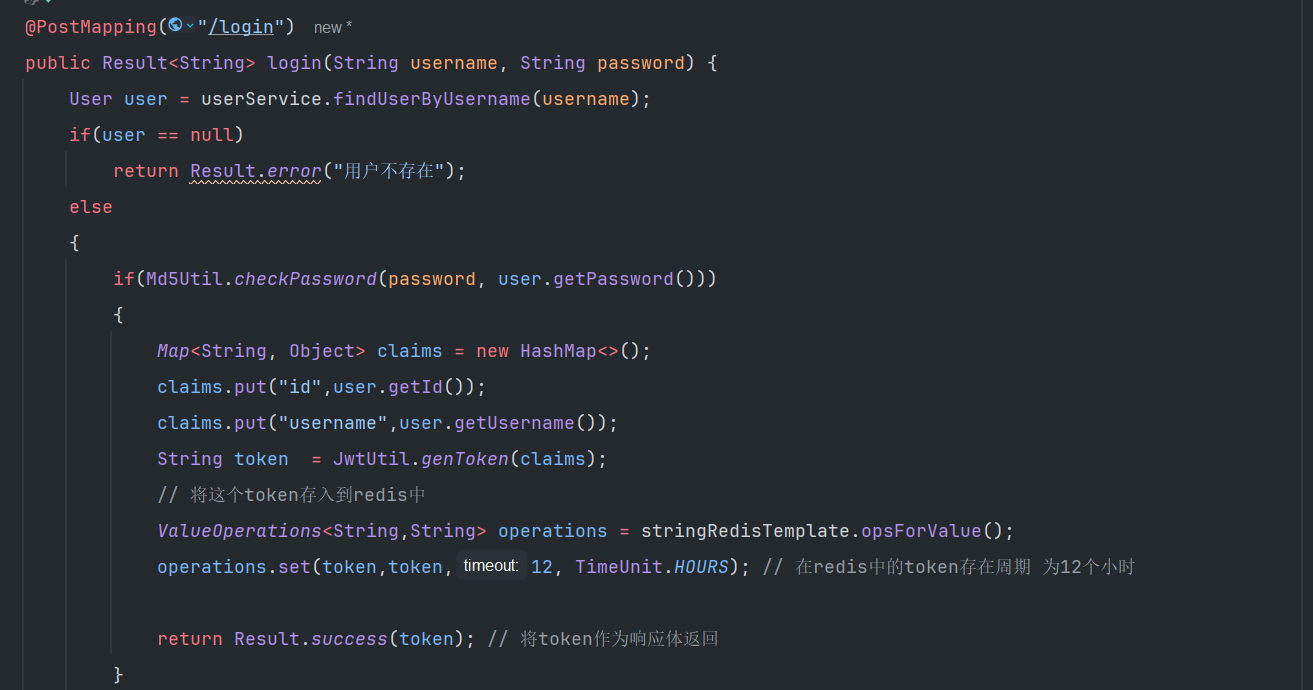 @PostMapping("/login") new *
public Result<String> login(String username, String password) {
    User user = userService.findUserByUsername(username);
    if(user == null)
        return Result.error("用户不存在");
    else
    {
        if(Md5Util.checkPassword(password, user.getPassword()))
        {
            Map<String, Object> claims = new HashMap<>();
            claims.put("id",user.getId());
            claims.put("username",user.getUsername());
            String token  = JwtUtil.genToken(claims);
            // 将这个token存入到redis中
            ValueOperations<String,String> operations = stringRedisTemplate.opsForValue();
            operations.set(token,token, timeout: 12, TimeUnit.HOURS); // 在redis中的token存在周期 为12个小时
            return Result.success(token); // 将token作为响应体返回
        }